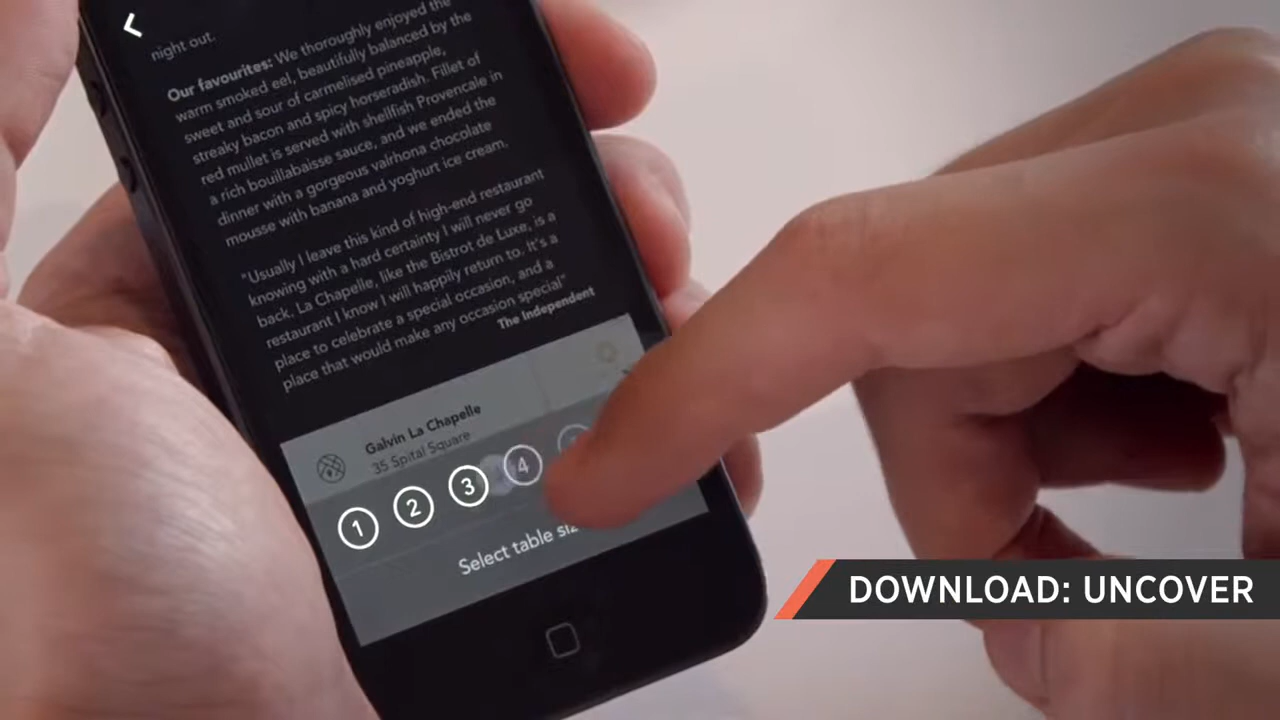 night out.
Our favourites: We thoroughly enjoyed the
warm smoked eel, beautifully balanced by the
sweet and sour of carmelised pineapple,
streaky bacon and spicy horseradish. Fillet of
red mullet is served with shellfish Provencale in
a rich bouillabaisse sauce, and we ended the
dinner with a gorgeous valrhona chocolate
mousse with banana and yoghurt ice cream.
"Usually I leave this kind of high-end restaurant
knowing with a hard certainty I will never go
back. La Chapelle, like the Bistrot de Luxe, is a
restaurant I know I will happily return to. It's a
place to celebrate a special occasion, and a
place that would make any occasion special"
The Independent
Galvin La Chapelle
35 Spital Square
1 2 3 4
Select table
DOWNLOAD: UNCOVER